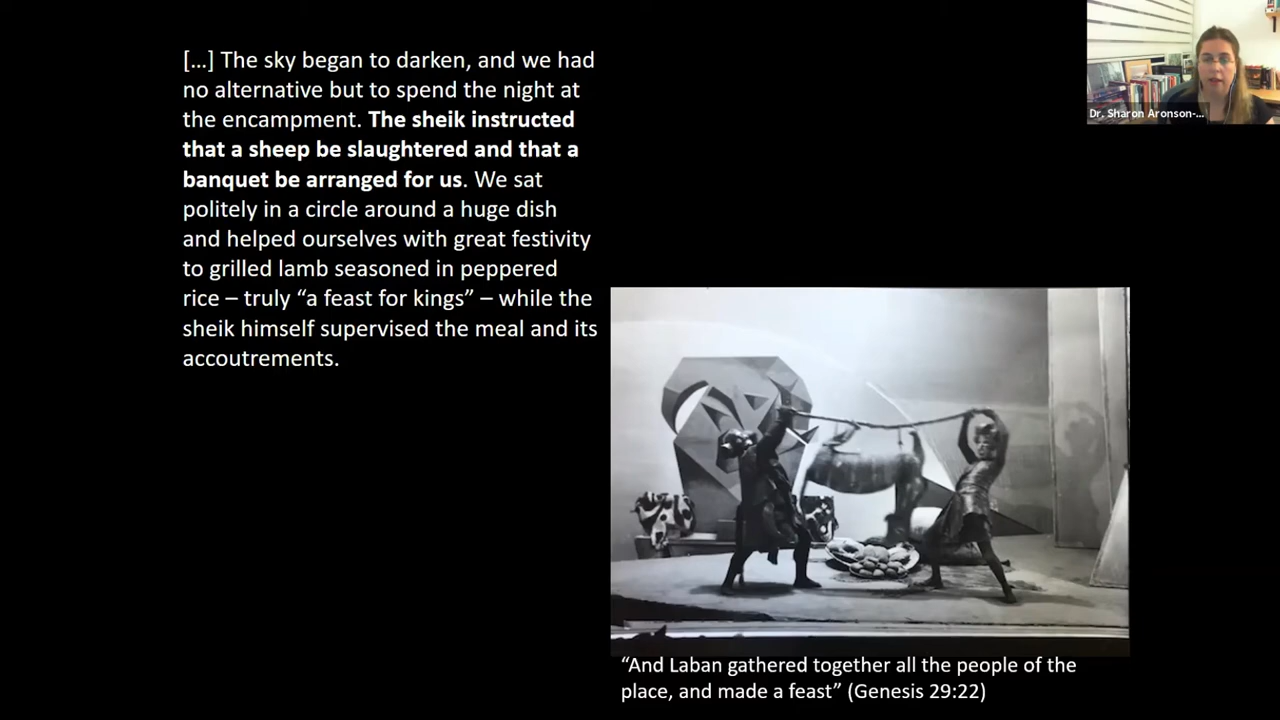 […] The sky began to darken, and we had
no alternative but to spend the night at
the encampment. The sheik instructed
that a sheep be slaughtered and that a
banquet be arranged for us. We sat
politely in a circle around a huge dish
and helped ourselves with great festivity
to grilled lamb seasoned in peppered
rice – truly “a feast for kings” – while the
sheik himself supervised the meal and its
accoutrements.
Dr. Sharon Aronson-...
“And Laban gathered together all the people of the
place, and made a feast” (Genesis 29:22)